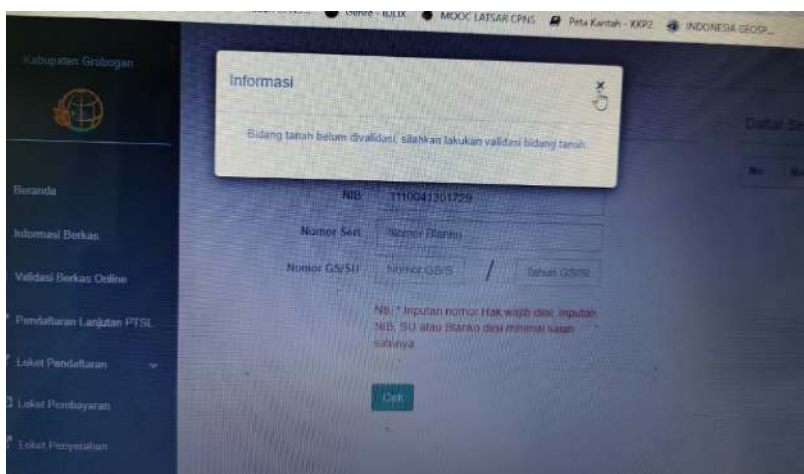 MOOC LATSAR CPNS Peta Kantah - KKP2 INDONESIA GEOSP...
Kabupaten Grobogan
Informasi
×
Bidang tanah belum divalidasi, silahkan lakukan validasi bidang tanah.
Daftar
No
NIB
Nomor Seri Nomor Blanko
Nomor GS/SU Nomor GS/S / Tahun GS/SU
NB: * Inputan nomor Hak wajib diisi, Inputan
NIB, SU atau Blanko diisi minimal salah
satunya
Cek
Beranda
Informasi Berkas
Validasi Berkas Online
Pendaftaran Lanjutan PTSL
Loket Pendaftaran
Loket Pembayaran
Loket Penyerahan